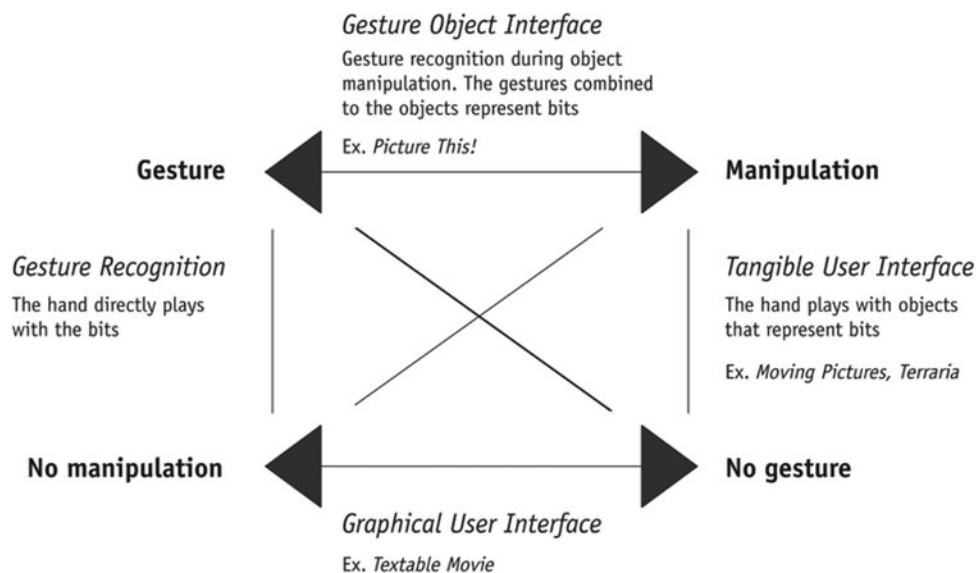 Gesture Object Interface
Gesture recognition during object
manipulation. The gestures combined
to the objects represent bits
Ex. Picture This!
Gesture
Manipulation
Gesture Recognition
The hand directly plays
with the bits
Tangible User Interface
The hand plays with objects
that represent bits
Ex. Moving Pictures, Terraria
No manipulation
No gesture
Graphical User Interface
Ex. Textable Movie